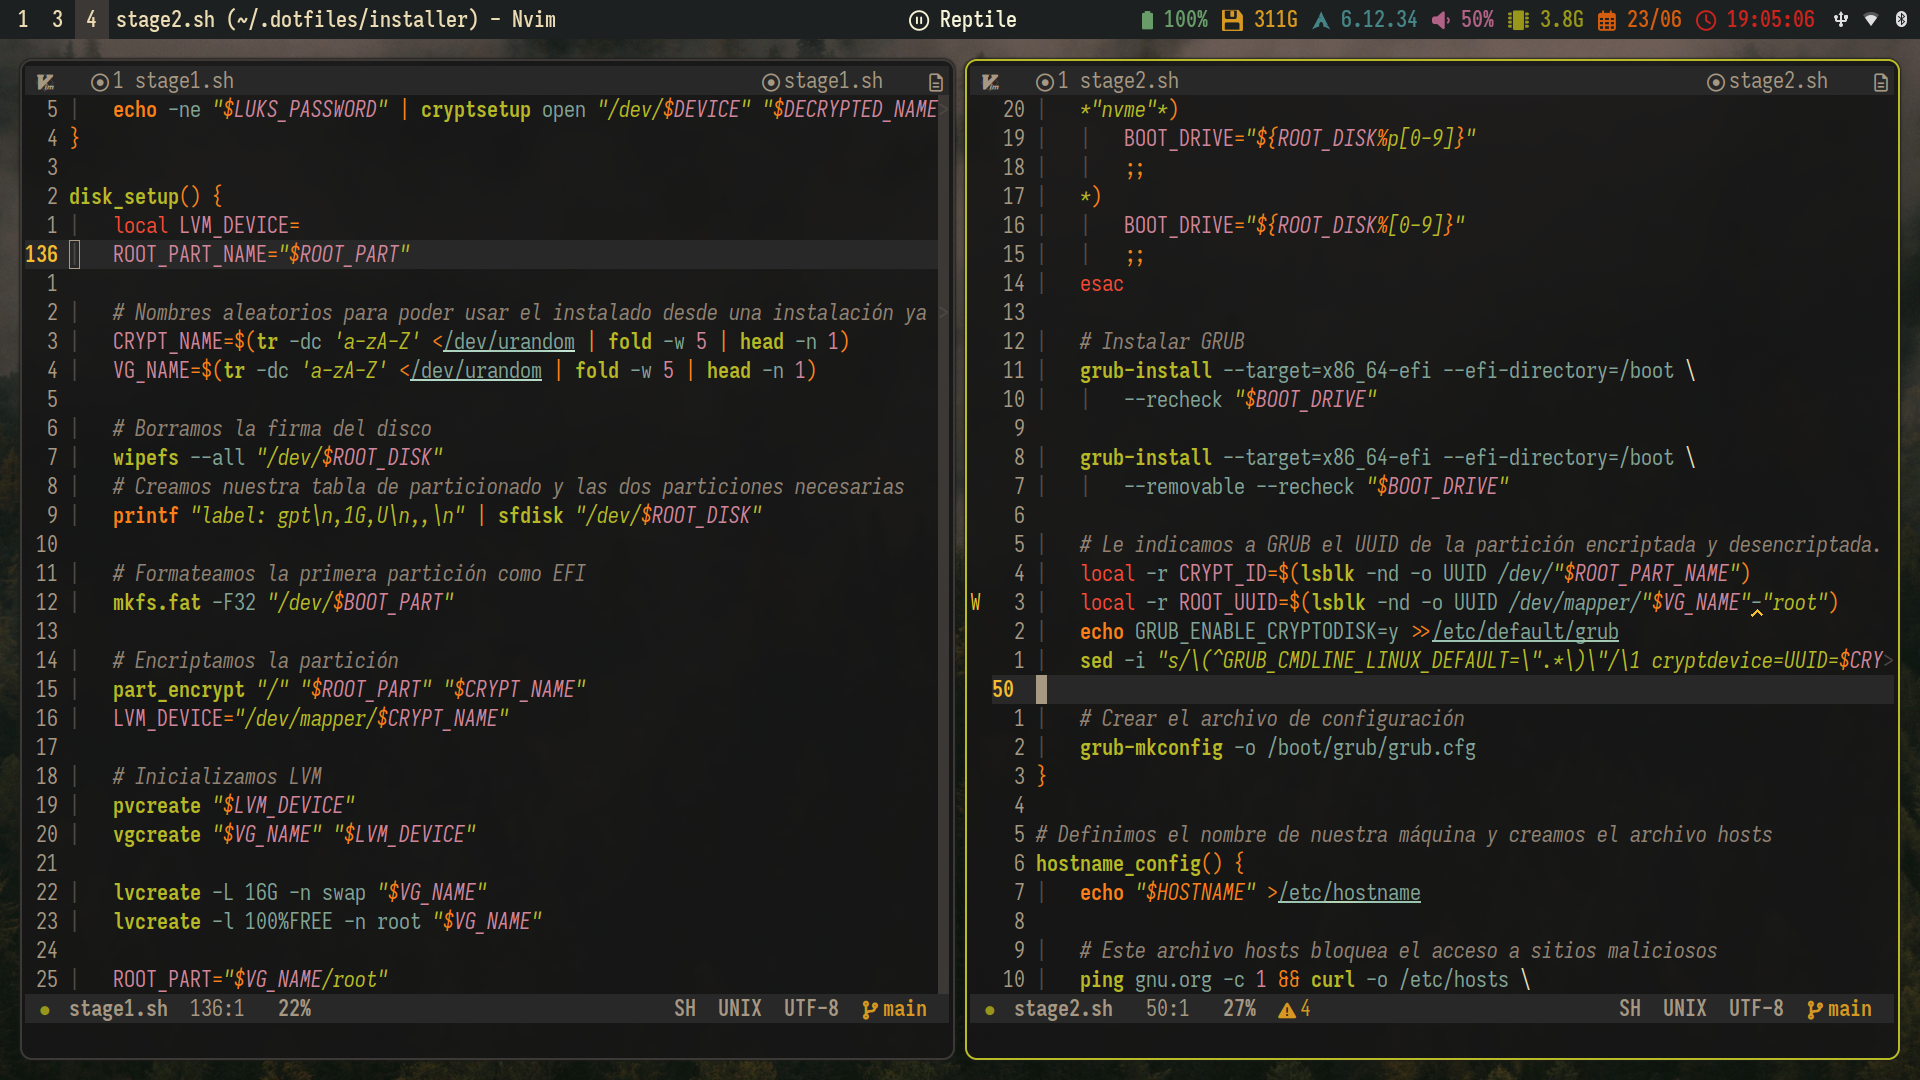 1 3 4 stage2.sh (~/.dotfiles/installer) - Nvim
Reptile
100% 311G 6.12.34 50% 3.8G 23/06 19:05:06
1 stage1.sh stage1.sh
5 echo -ne "$LUKS_PASSWORD" | cryptsetup open "/dev/$DEVICE" "$DECRYPTED_NAME>
4 }
3
2 disk_setup() {
1 local LVM_DEVICE=
136 ROOT_PART_NAME="$ROOT_PART"
1
2 # Nombres aleatorios para poder usar el instalado desde una instalación ya >
3 CRYPT_NAME=$(tr -dc 'a-zA-Z' </dev/urandom | fold -w 5 | head -n 1)
4 VG_NAME=$(tr -dc 'a-zA-Z' </dev/urandom | fold -w 5 | head -n 1)
5
6 # Borramos la firma del disco
7 wipefs --all "/dev/$ROOT_DISK"
8 # Creamos nuestra tabla de particionado y las dos particiones necesarias
9 printf "label: gpt\n,1G,U\n,,\n" | sfdisk "/dev/$ROOT_DISK"
10
11 # Formateamos la primera partición como EFI
12 mkfs.fat -F32 "/dev/$BOOT_PART"
13
14 # Encriptamos la partición
15 part_encrypt "/" "$ROOT_PART" "$CRYPT_NAME"
16 LVM_DEVICE="/dev/mapper/$CRYPT_NAME"
17
18 # Inicializamos LVM
19 pvcreate "$LVM_DEVICE"
20 vgcreate "$VG_NAME" "$LVM_DEVICE"
21
22 lvcreate -L 16G -n swap "$VG_NAME"
23 lvcreate -l 100%FREE -n root "$VG_NAME"
24
25 ROOT_PART="$VG_NAME/root"
stage1.sh 136:1 22% SH UNIX UTF-8 main
1 stage2.sh stage2.sh
20 *"nvme"*)
19 BOOT_DRIVE="${ROOT_DISK%p[0-9]}"
18 ;;
17 *)
16 BOOT_DRIVE="${ROOT_DISK%[0-9]}"
15 ;;
14 esac
13
12 # Instalar GRUB
11 grub-install --target=x86_64-efi --efi-directory=/boot \
10 --recheck "$BOOT_DRIVE"
9
8 grub-install --target=x86_64-efi --efi-directory=/boot \
7 --removable --recheck "$BOOT_DRIVE"
6
5 # Le indicamos a GRUB el UUID de la partición encriptada y desencriptada.
4 local -r CRYPT_ID=$(lsblk -nd -o UUID /dev/"$ROOT_PART_NAME")
W 3 local -r ROOT_UUID=$(lsblk -nd -o UUID /dev/mapper/"$VG_NAME"-"root")
2 echo GRUB_ENABLE_CRYPTODISK=y >>/etc/default/grub
1 sed -i "s/\(^GRUB_CMDLINE_LINUX_DEFAULT=\".*\)\"/\1 cryptdevice=UUID=$CRY>
50
1 # Crear el archivo de configuración
2 grub-mkconfig -o /boot/grub/grub.cfg
3 }
4
5 # Definimos el nombre de nuestra máquina y creamos el archivo hosts
6 hostname_config() {
7 echo "$HOSTNAME" >/etc/hostname
8
9 # Este archivo hosts bloquea el acceso a sitios maliciosos
10 ping gnu.org -c 1 && curl -o /etc/hosts \
stage2.sh 50:1 27% 4 SH UNIX UTF-8 main